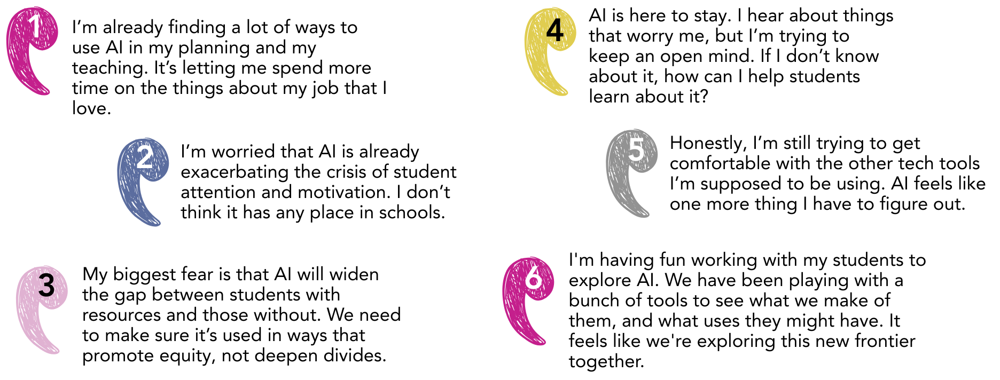 1
I’m already finding a lot of ways to
use AI in my planning and my
teaching. It’s letting me spend more
time on the things about my job that I
love.
2
I’m worried that AI is already
exacerbating the crisis of student
attention and motivation. I don’t
think it has any place in schools.
3
My biggest fear is that AI will widen
the gap between students with
resources and those without. We need
to make sure it’s used in ways that
promote equity, not deepen divides.
4
AI is here to stay. I hear about things
that worry me, but I’m trying to
keep an open mind. If I don’t know
about it, how can I help students
learn about it?
5
Honestly, I’m still trying to get
comfortable with the other tech tools
I’m supposed to be using. AI feels like
one more thing I have to figure out.
6
I'm having fun working with my students to
explore AI. We have been playing with a
bunch of tools to see what we make of
them, and what uses they might have. It
feels like we're exploring this new frontier
together.